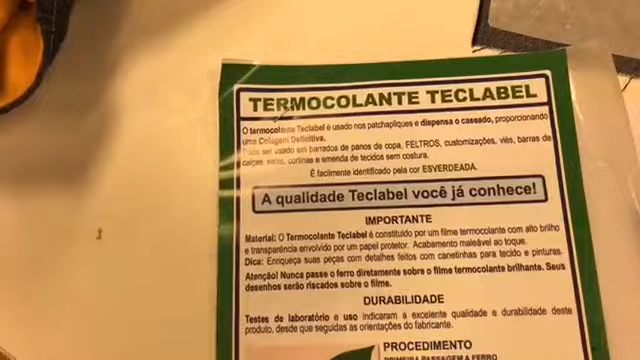 TERMOCOLANTE TECLABEL
O termocolante Teclabel é usado nos patchapliques e dispensa o cassado, proporcionando
uma Colagem Definitiva.
ser usado em barrados de panos de copa, FELTROS, customizações, viés, barras de
calças, saias, cortinas e emenda de tecidos sem costura.
É facilmente identificado pela cor ESVERDEADA.
A qualidade Teclabel você já conhece!
IMPORTANTE
Material: O Termocolante Teclabel é constituído por um filme termocolante com alto brilho
e transparência envolvido por um papel protetor. Acabamento maleável ao toque.
Dica: Enriqueça suas peças com detalhes feitos com canetinhas para tecido e pinturas.
Atenção! Nunca passe o ferro diretamente sobre o filme termocolante brilhante. Seus
desenhos serão riscados sobre o filme.
DURABILIDADE
Testes de laboratório e uso indicaram a excelente qualidade e durabilidade deste
produto, desde que seguidas as orientações do fabricante.
PROCEDIMENTO
PRIMEIRA PASSAGEM A FERRO